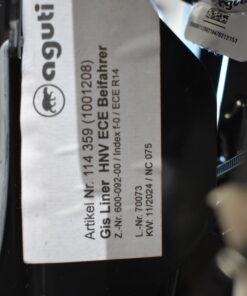 aguti
Artikel Nr. 114 359 (1001208)
Gis Liner HNV ECE Beifahrer
Z.-Nr. 600-092-00 / Index f-0 / ECE R14
L-Nr. 70073
KW: 11/2024 / NC 075